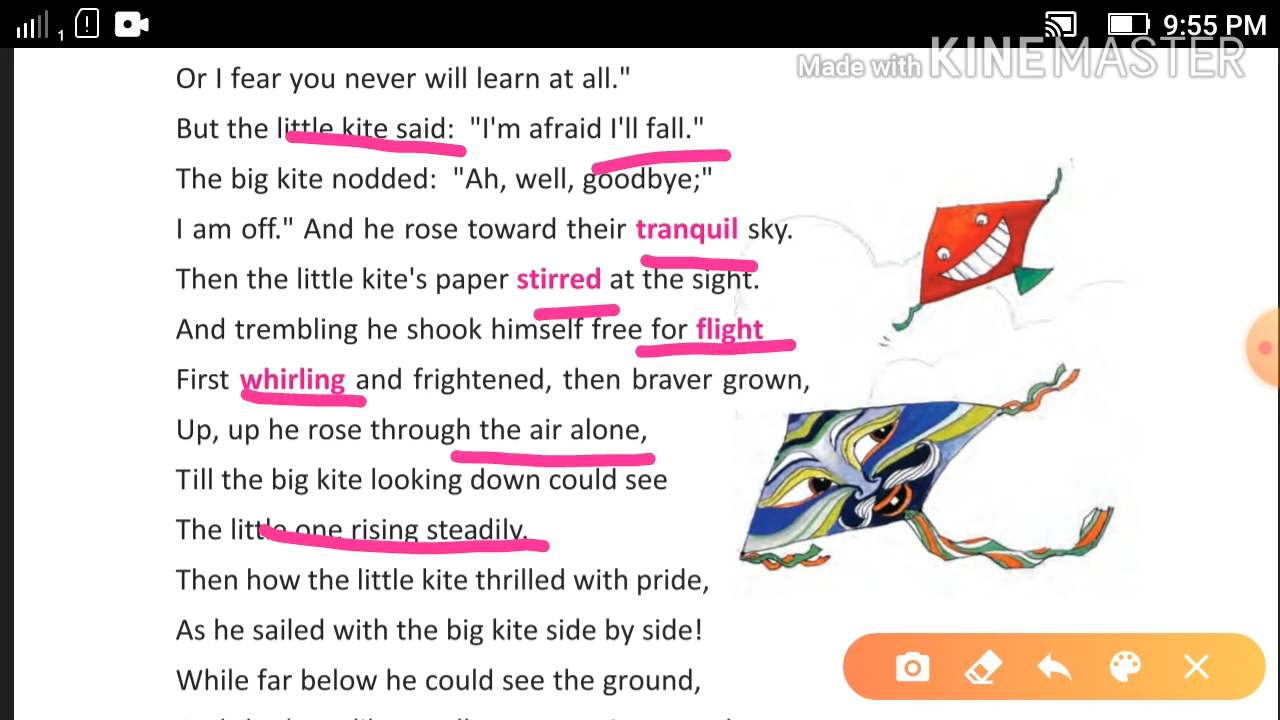 1 9:55 PM
Made with KINEMASTER
Or I fear you never will learn at all."
But the little kite said: "I'm afraid I'll fall."
The big kite nodded: "Ah, well, goodbye;"
I am off." And he rose toward their tranquil sky.
Then the little kite's paper stirred at the sight.
And trembling he shook himself free for flight
First whirling and frightened, then braver grown,
Up, up he rose through the air alone,
Till the big kite looking down could see
The little one rising steadily.
Then how the little kite thrilled with pride,
As he sailed with the big kite side by side!
While far below he could see the ground,